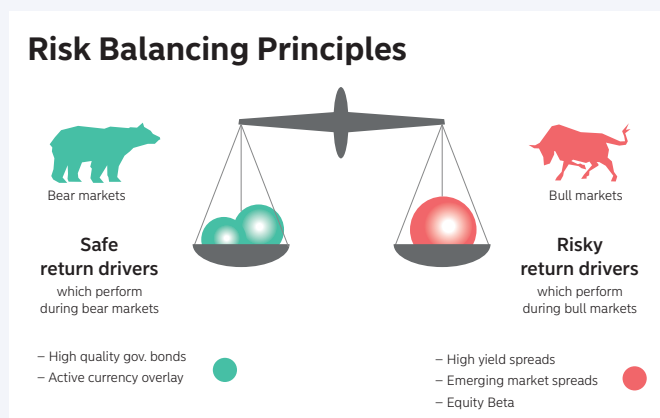 Risk Balancing Principles
Bear markets
Bull markets
Safe
return drivers
which perform
during bear markets
Risky
return drivers
which perform
during bull markets
– High quality gov. bonds
– Active currency overlay
– High yield spreads
– Emerging market spreads
– Equity Beta